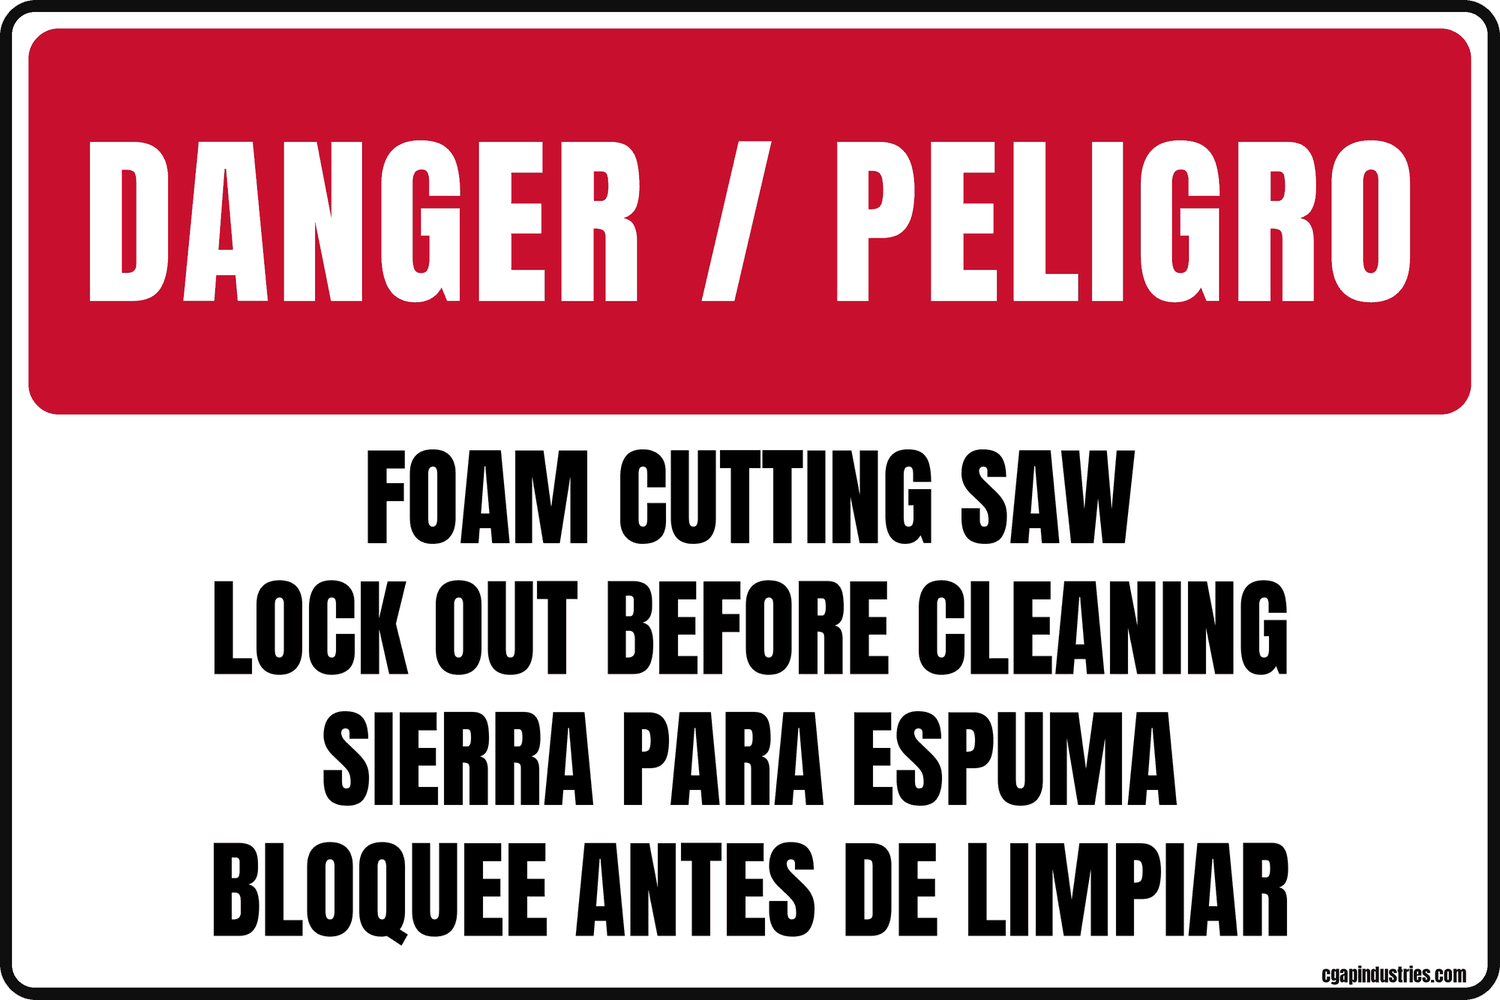 DANGER / PELIGRO
FOAM CUTTING SAW
LOCK OUT BEFORE CLEANING
SIERRA PARA ESPUMA
BLOQUEE ANTES DE LIMPIAR
cgapindustries.com